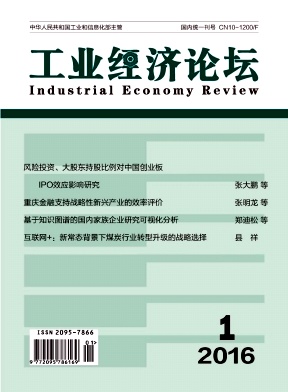 中华人民共和国工业和信息化部主管 国内统一刊号 CN10-1200/F
工业经济论坛
Industrial Economy Review
风险投资、大股东持股比例对中国创业板
IPO效应影响研究 张大鹏 等
重庆金融支持战略性新兴产业的效率评价 张明龙 等
基于知识图谱的国内家族企业研究可视化分析 郑迪松 等
互联网+：新常态背景下煤炭行业转型升级的战略选择 县 祥
ISSN 2095-7866
01>
9 772095 786169
1
2016